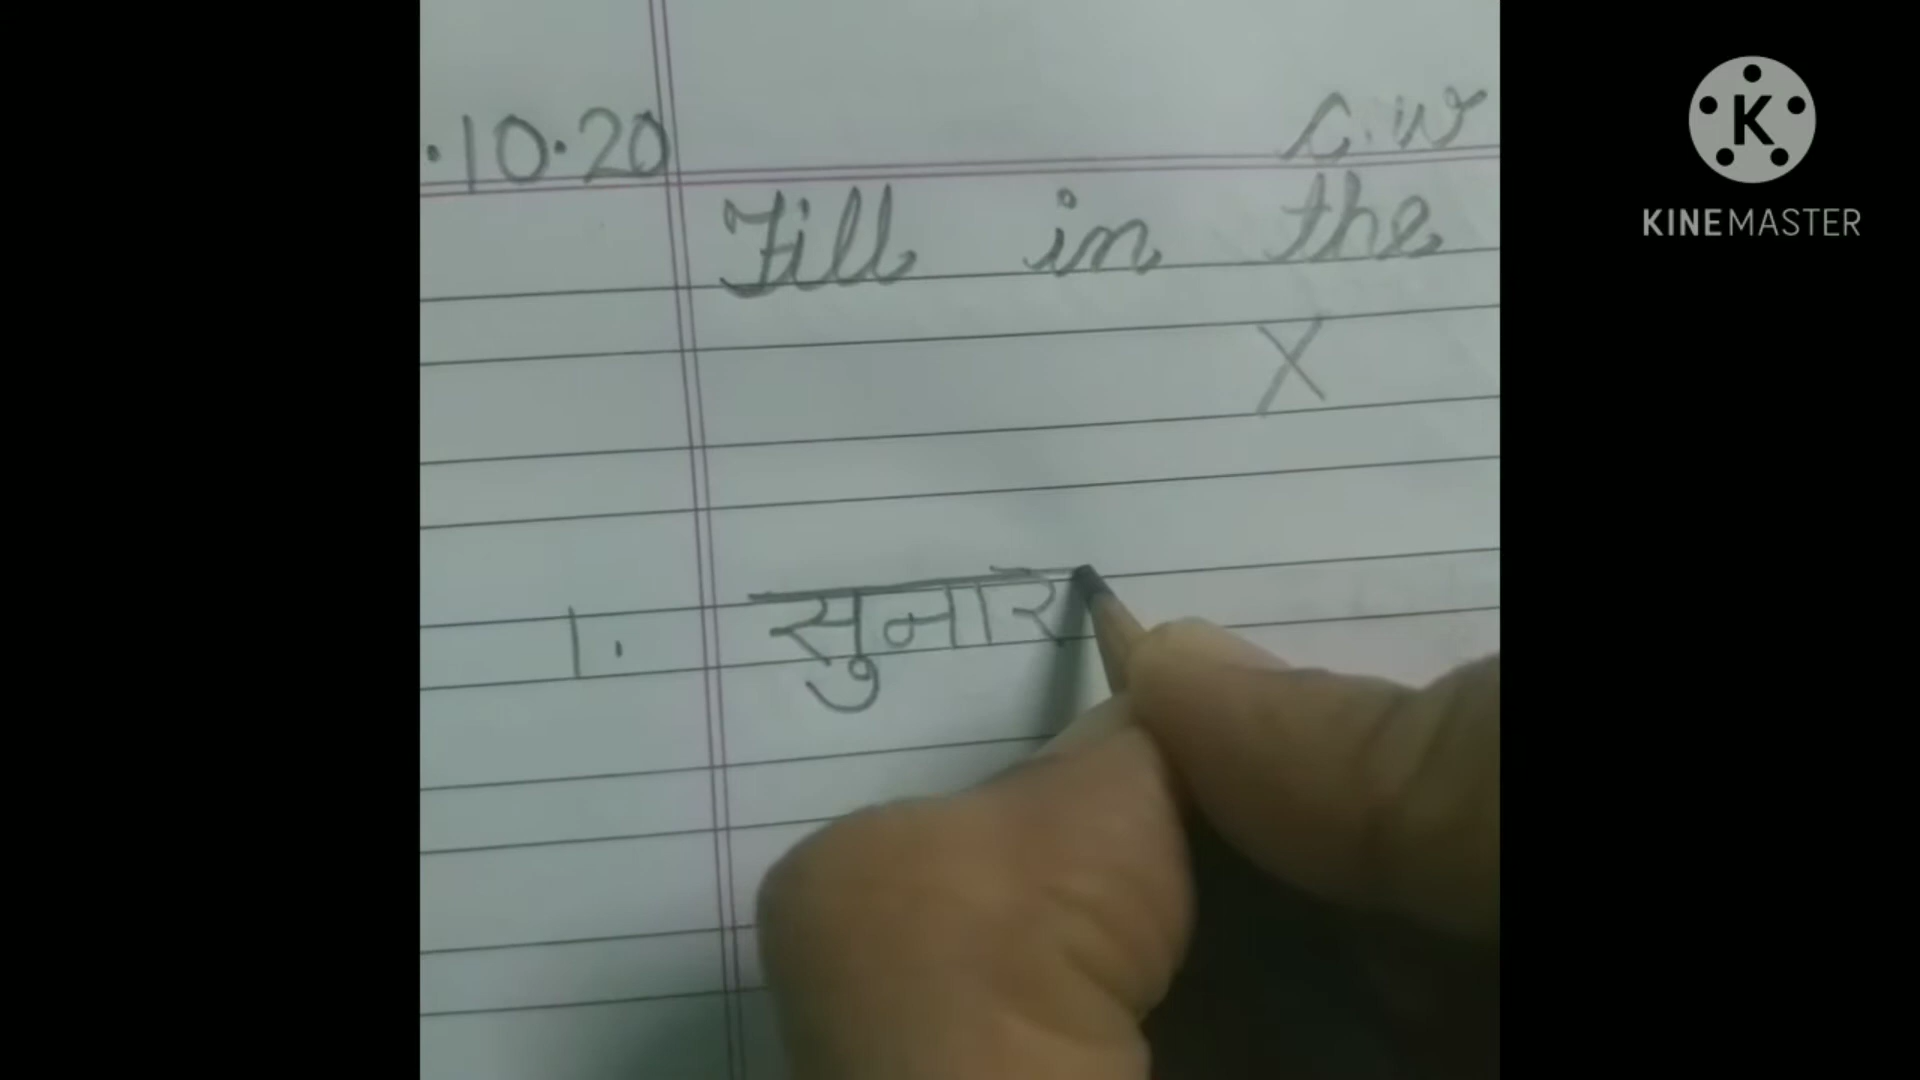 .10.20 C.W
Fill in the
X
1. सुनार
K
KINEMASTER